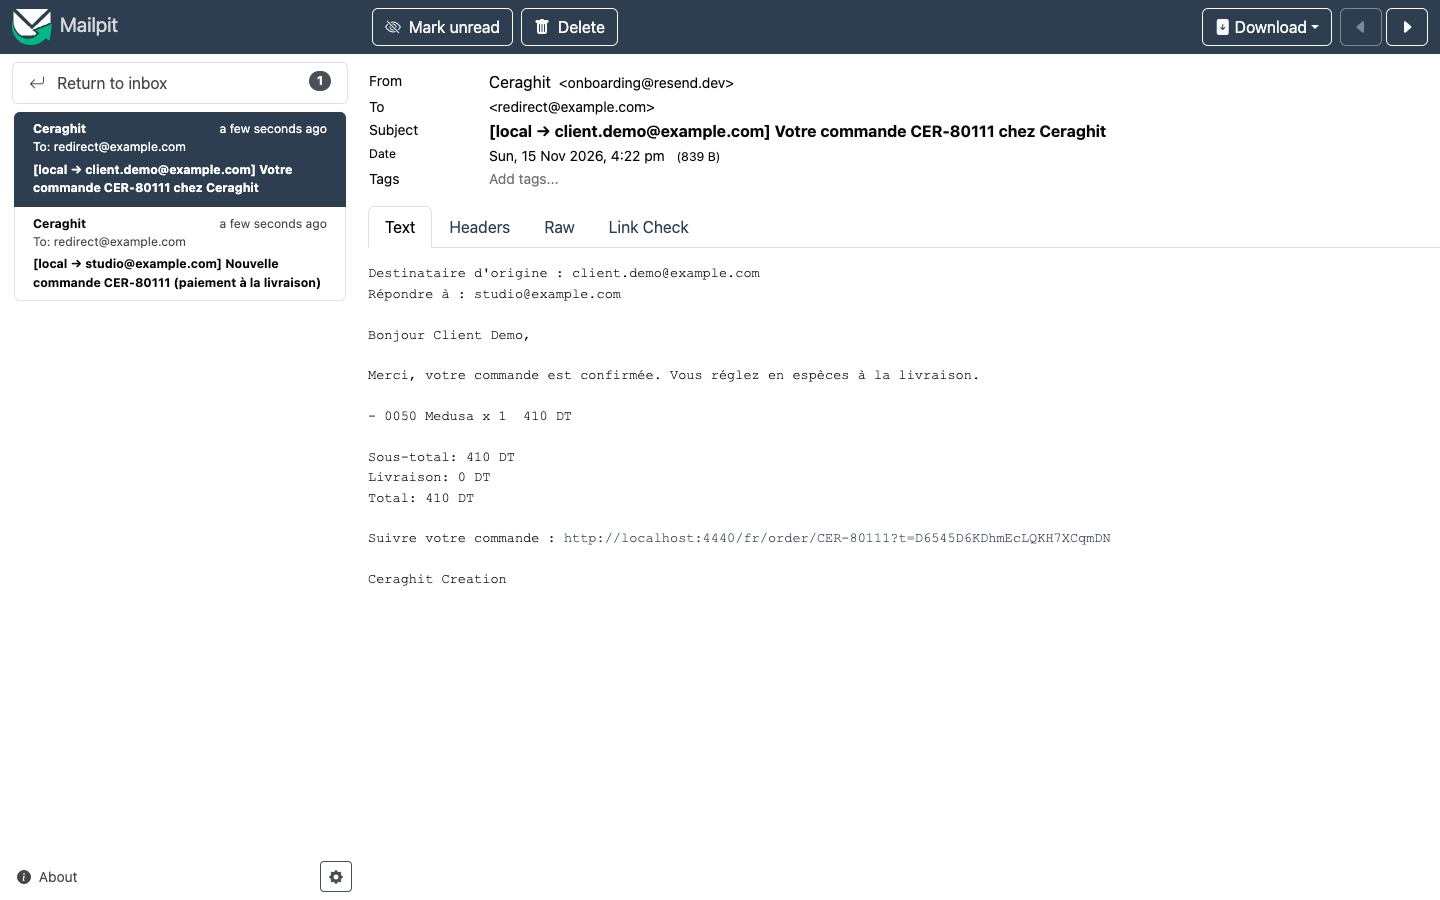 Mailpit
Mark unread
Delete
Download
Return to inbox
1
Ceraghit
a few seconds ago
To: redirect@example.com
[local → client.demo@example.com] Votre
commande CER-80111 chez Ceraghit
Ceraghit
a few seconds ago
To: redirect@example.com
[local → studio@example.com] Nouvelle
commande CER-80111 (paiement à la livraison)
About
From Ceraghit <onboarding@resend.dev>
To <redirect@example.com>
Subject [local → client.demo@example.com] Votre commande CER-80111 chez Ceraghit
Date Sun, 15 Nov 2026, 4:22 pm (839 B)
Tags Add tags...
Text Headers Raw Link Check
Destinataire d'origine : client.demo@example.com
Répondre à : studio@example.com
Bonjour Client Demo,
Merci, votre commande est confirmée. Vous réglez en espèces à la livraison.
- 0050 Medusa x 1  410 DT
Sous-total: 410 DT
Livraison: 0 DT
Total: 410 DT
Suivre votre commande : http://localhost:4440/fr/order/CER-80111?t=D6545D6KDhmEcLQKH7XCqmDN
Ceraghit Creation